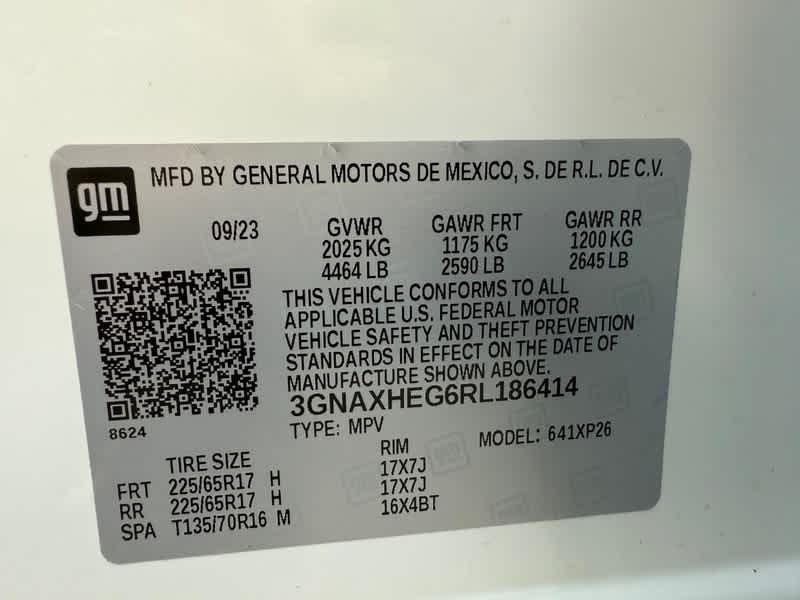 gm MFD BY GENERAL MOTORS DE MEXICO, S. DE R.L. DE C.V.
09/23 GVWR GAWR FRT GAWR RR
2025 KG 1175 KG 1200 KG
4464 LB 2590 LB 2645 LB
THIS VEHICLE CONFORMS TO ALL
APPLICABLE U.S. FEDERAL MOTOR
VEHICLE SAFETY AND THEFT PREVENTION
STANDARDS IN EFFECT ON THE DATE OF
MANUFACTURE SHOWN ABOVE.
3GNAXHEG6RL186414
8624
TYPE: MPV MODEL: 641XP26
TIRE SIZE RIM
FRT 225/65R17 H 17X7J
RR 225/65R17 H 17X7J
SPA T135/70R16 M 16X4BT